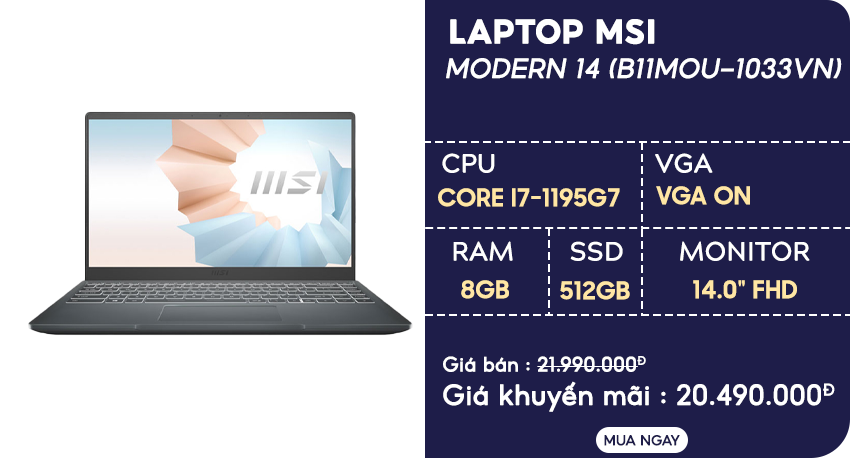 LAPTOP MSI
MODERN 14 (B11MOU-1033VN)
msi
CPU
CORE I7-1195G7
VGA
VGA ON
RAM
8GB
SSD
512GB
MONITOR
14.0" FHD
Giá bán : 21.990.000Đ
Giá khuyến mãi : 20.490.000Đ
MUA NGAY